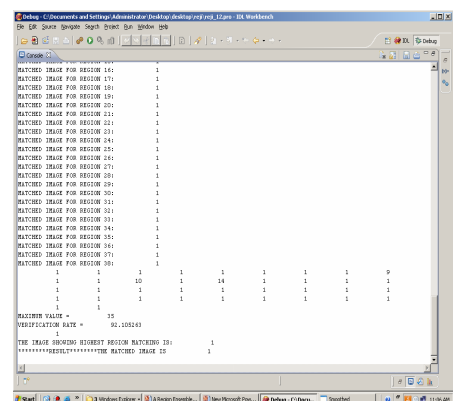 Debug - C:\Documents and Settings\Administrator\Desktop\desktop\reji\reji_12.pro - IDL Workbench
File Edit Source Navigate Search Project Run Window Help
IDL Debug
Console
MATCHED IMAGE FOR REGION 16: 1
MATCHED IMAGE FOR REGION 17: 1
MATCHED IMAGE FOR REGION 18: 1
MATCHED IMAGE FOR REGION 19: 1
MATCHED IMAGE FOR REGION 20: 1
MATCHED IMAGE FOR REGION 21: 1
MATCHED IMAGE FOR REGION 22: 1
MATCHED IMAGE FOR REGION 23: 1
MATCHED IMAGE FOR REGION 24: 1
MATCHED IMAGE FOR REGION 25: 1
MATCHED IMAGE FOR REGION 26: 1
MATCHED IMAGE FOR REGION 27: 1
MATCHED IMAGE FOR REGION 28: 1
MATCHED IMAGE FOR REGION 29: 1
MATCHED IMAGE FOR REGION 30: 1
MATCHED IMAGE FOR REGION 31: 1
MATCHED IMAGE FOR REGION 32: 1
MATCHED IMAGE FOR REGION 33: 1
MATCHED IMAGE FOR REGION 34: 1
MATCHED IMAGE FOR REGION 35: 1
MATCHED IMAGE FOR REGION 36: 1
MATCHED IMAGE FOR REGION 37: 1
MATCHED IMAGE FOR REGION 38: 1
1 1 1 1 1 1 1 1 9
1 1 10 1 14 1 1 1 1
1 1 1 1 1 1 1 1 1
1 1 1 1 1 1 1 1 1
1 1
MAXIMUM VALUE = 35
VERIFICATION RATE = 92.105263
1
THE IMAGE SHOWING HIGHEST REGION MATCHING IS: 1
*********RESULT********THE MATCHED IMAGE IS 1
Start
3 Windows Explorer
A Region Ensemble...
New Microsoft Pow...
Debug - C:\Docu...
Smoothed
11:06 AM